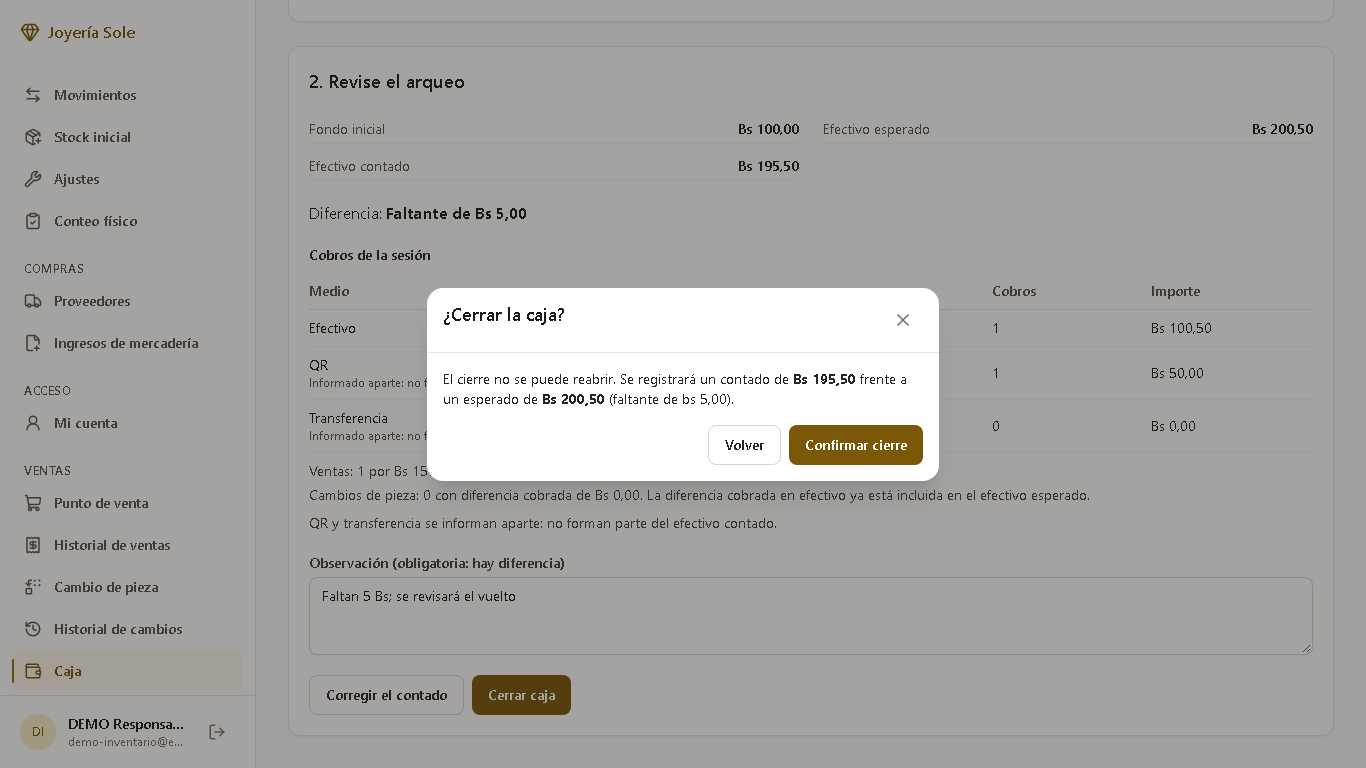 Joyería Sole
Movimientos
Stock inicial
Ajustes
Conteo físico
COMPRAS
Proveedores
Ingresos de mercadería
ACCESO
Mi cuenta
VENTAS
Punto de venta
Historial de ventas
Cambio de pieza
Historial de cambios
Caja
DI
DEMO Responsa...
demo-inventario@e...
2. Revise el arqueo
Fondo inicial Bs 100,00 Efectivo esperado Bs 200,50
Efectivo contado Bs 195,50
Diferencia: Faltante de Bs 5,00
Cobros de la sesión
Medio Cobros Importe
Efectivo 1 Bs 100,50
QR 1 Bs 50,00
Informado aparte: no
Transferencia 0 Bs 0,00
Informado aparte: no
Ventas: 1 por Bs
Cambios de pieza: 0 con diferencia cobrada de Bs 0,00. La diferencia cobrada en efectivo ya está incluida en el efectivo esperado.
QR y transferencia se informan aparte: no forman parte del efectivo contado.
Observación (obligatoria: hay diferencia)
Faltan 5 Bs; se revisará el vuelto
Corregir el contado Cerrar caja
¿Cerrar la caja?
El cierre no se puede reabrir. Se registrará un contado de Bs 195,50 frente a
un esperado de Bs 200,50 (faltante de bs 5,00).
Volver Confirmar cierre